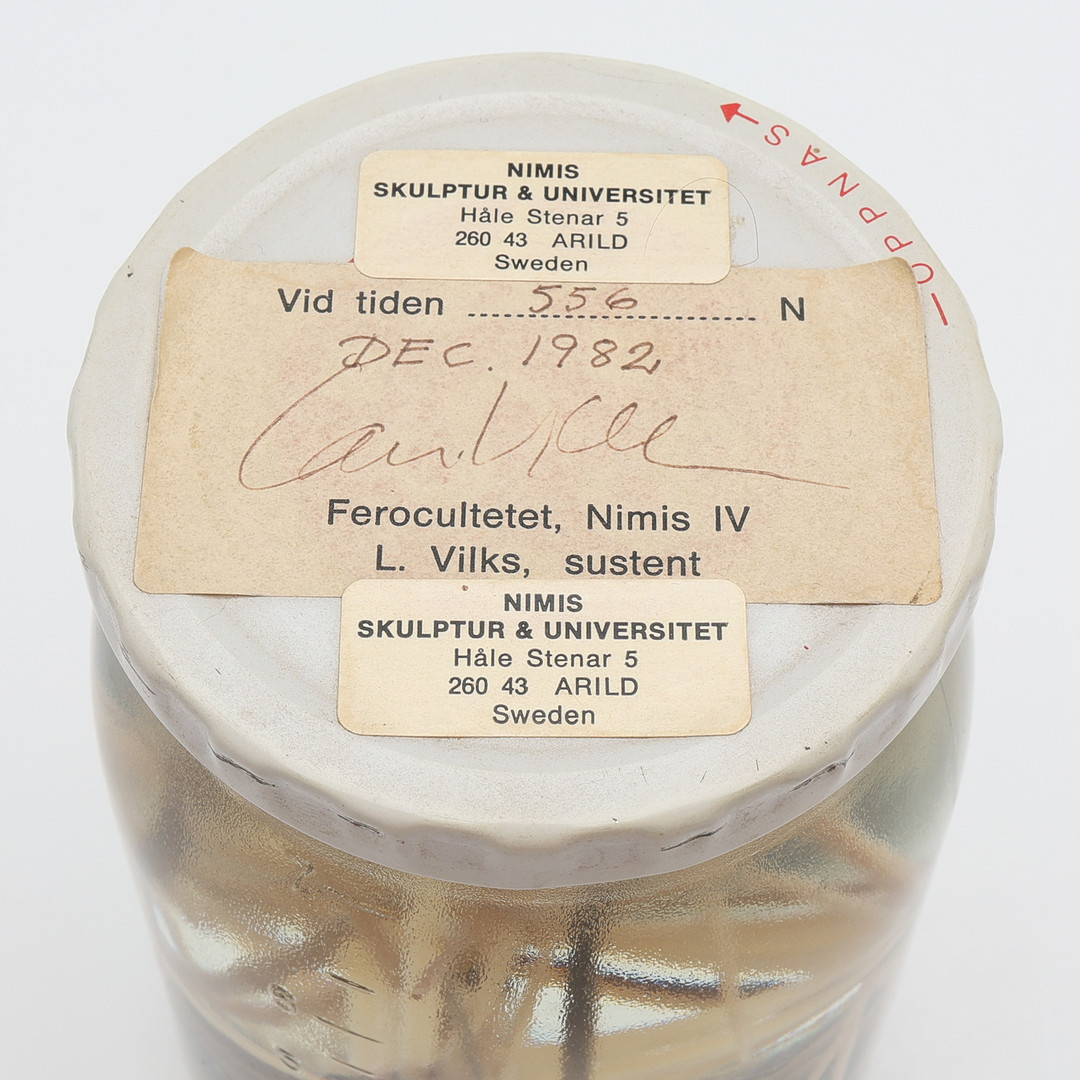 ÖPPNAS
NIMIS
SKULPTUR & UNIVERSITET
Håle Stenar 5
260 43 ARILD
Sweden
Vid tiden 556 N
DEC. 1982
Ferocultetet, Nimis IV
L. Vilks, sustent
NIMIS
SKULPTUR & UNIVERSITET
Håle Stenar 5
260 43 ARILD
Sweden